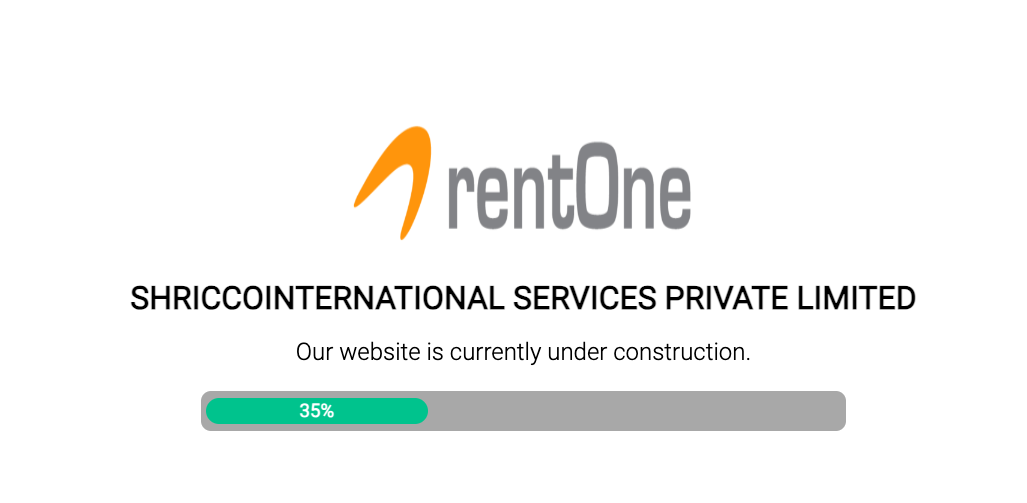 rentOne
SHRICCOINTERNATIONAL SERVICES PRIVATE LIMITED
Our website is currently under construction.
35%